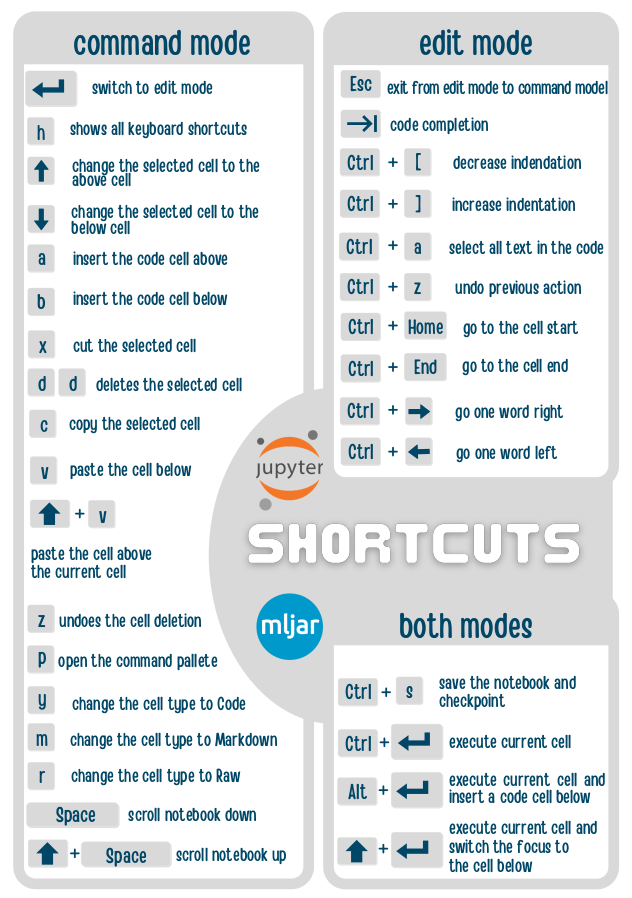 command mode
switch to edit mode
h shows all keyboard shortcuts
change the selected cell to the
above cell
change the selected cell to the
below cell
a insert the code cell above
b insert the code cell below
x cut the selected cell
d d deletes the selected cell
c copy the selected cell
v paste the cell below
+ v
paste the cell above
the current cell
z undoes the cell deletion
p open the command pallete
y change the cell type to Code
m change the cell type to Markdown
r change the cell type to Raw
Space scroll notebook down
+ Space scroll notebook up
edit mode
Esc exit from edit mode to command model
code completion
Ctrl + [ decrease indendation
Ctrl + ] increase indentation
Ctrl + a select all text in the code
Ctrl + z undo previous action
Ctrl + Home go to the cell start
Ctrl + End go to the cell end
Ctrl + go one word right
Ctrl + go one word left
jupyter
SHORTCUTS
mljar
both modes
Ctrl + s save the notebook and
checkpoint
Ctrl + execute current cell
Alt + execute current cell and
insert a code cell below
+ execute current cell and
switch the focus to
the cell below